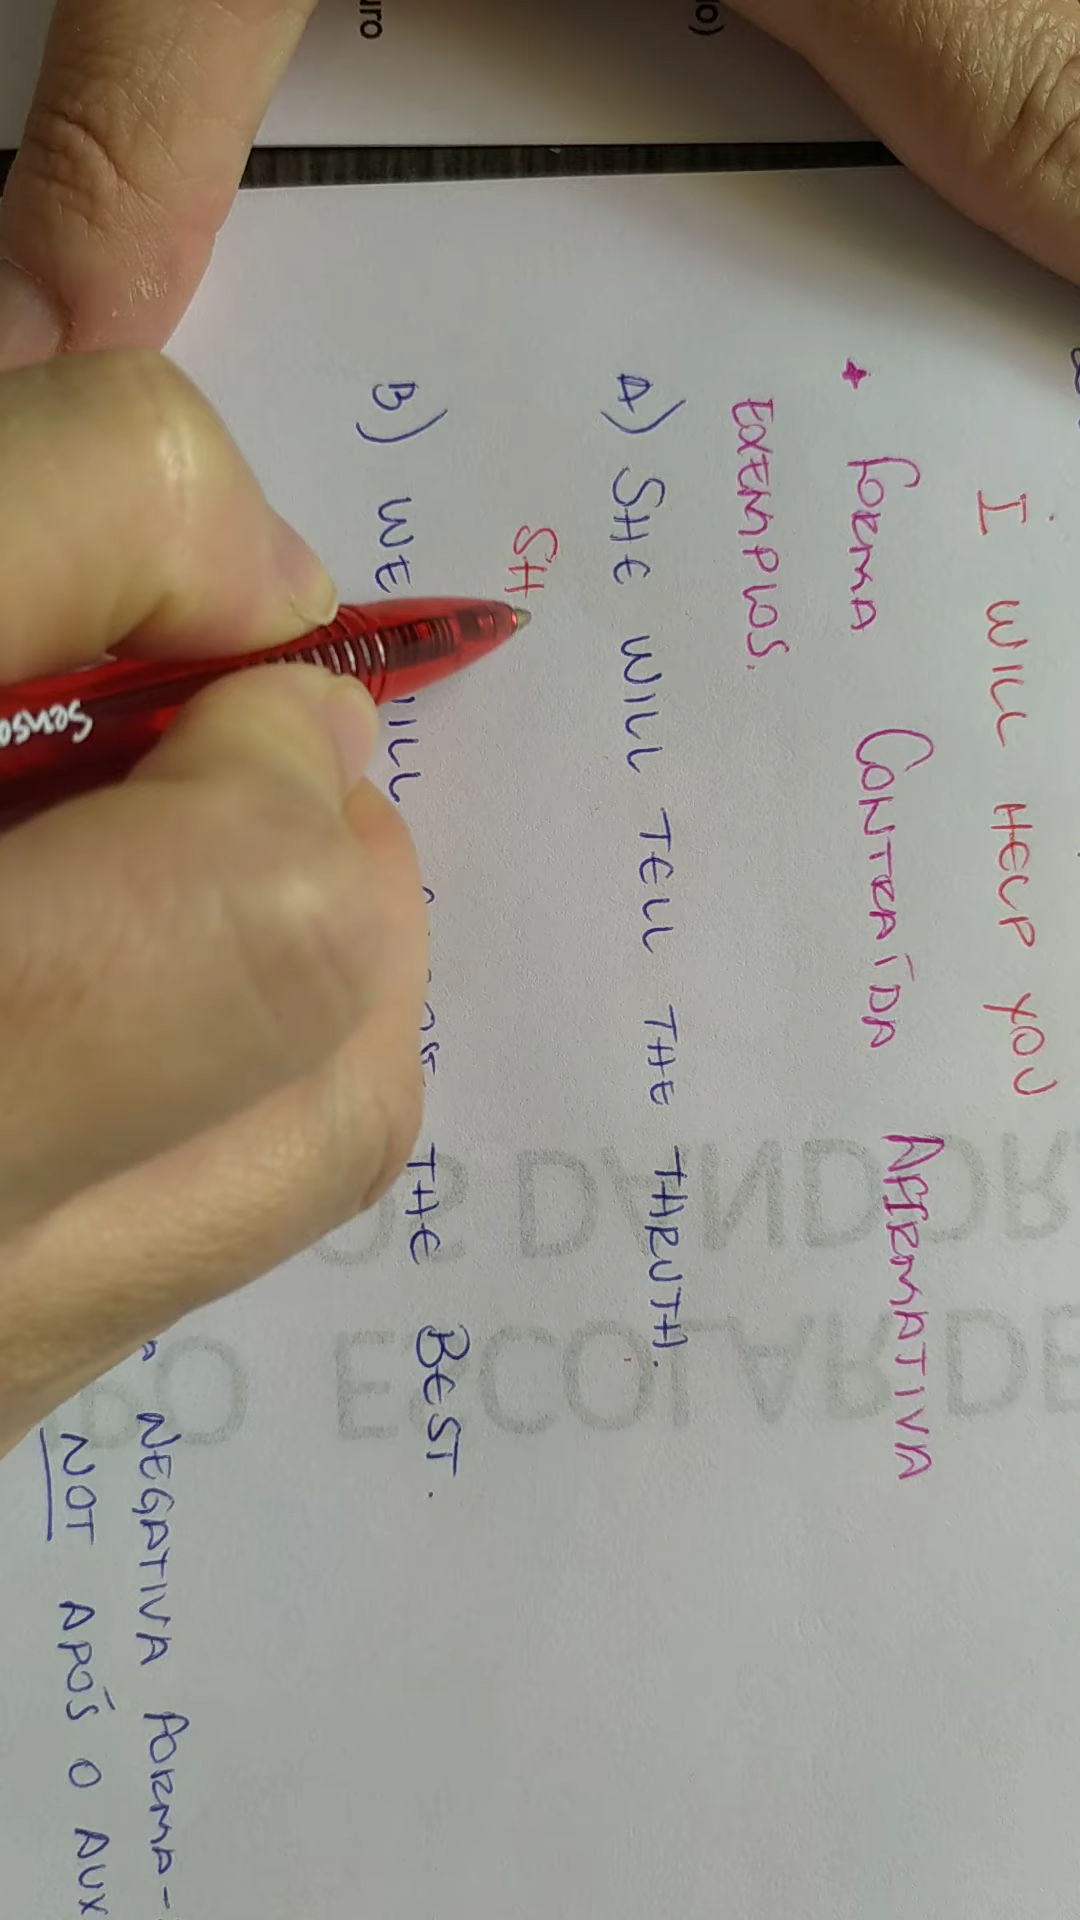 I WILL HELP YOU
FORMA CONTRAÍDA AFIRMATIVA
EXEMPLOS.
A) SHE WILL TELL THE THRUTH.
SH
B) WE WILL THE BEST.
NEGATIVA FORMA-
NOT APÓS O AUX